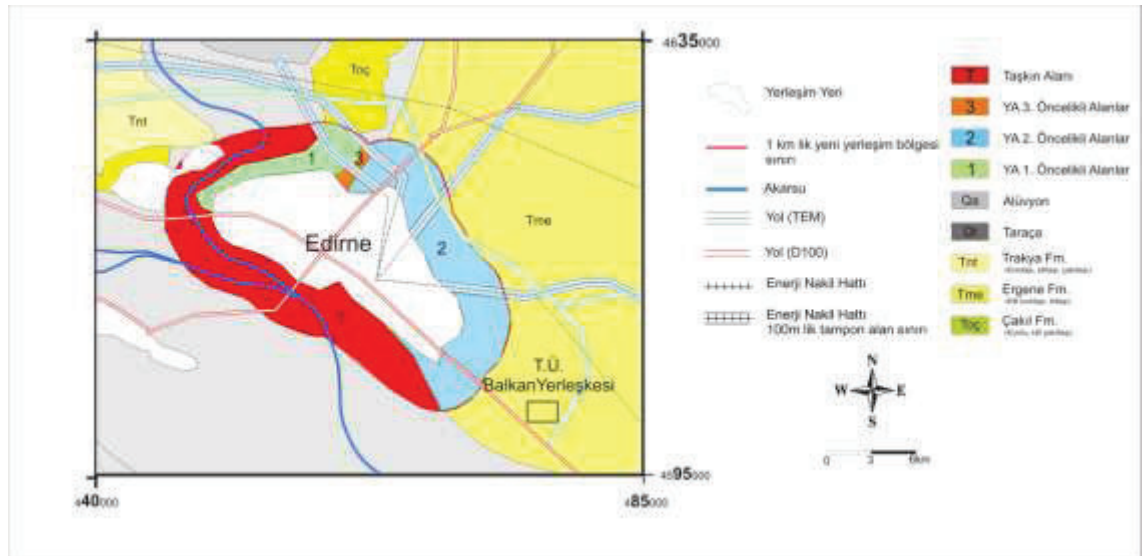 4635000
Toç
Tnt
1
3
2
Edirne
Tme
T.Ü.
BalkanYerleşkesi
4595000
440000
485000
Yerleşim Yeri
1 km lik yeni yerleşim bölgesi
sınırı
Akarsu
Yol (TEM)
Yol (D100)
Enerji Nakil Hattı
Enerji Nakil Hattı
100m lik tampon alan sınırı
T Taşkın Alanı
3 YA 3. Öncelikli Alanlar
2 YA 2. Öncelikli Alanlar
1 YA 1. Öncelikli Alanlar
Qa Alüvyon
Taraça
Tnt Trakya Fm.
Tme Ergene Fm.
Toç Çakıl Fm.
N
W E
S
0 3 6km